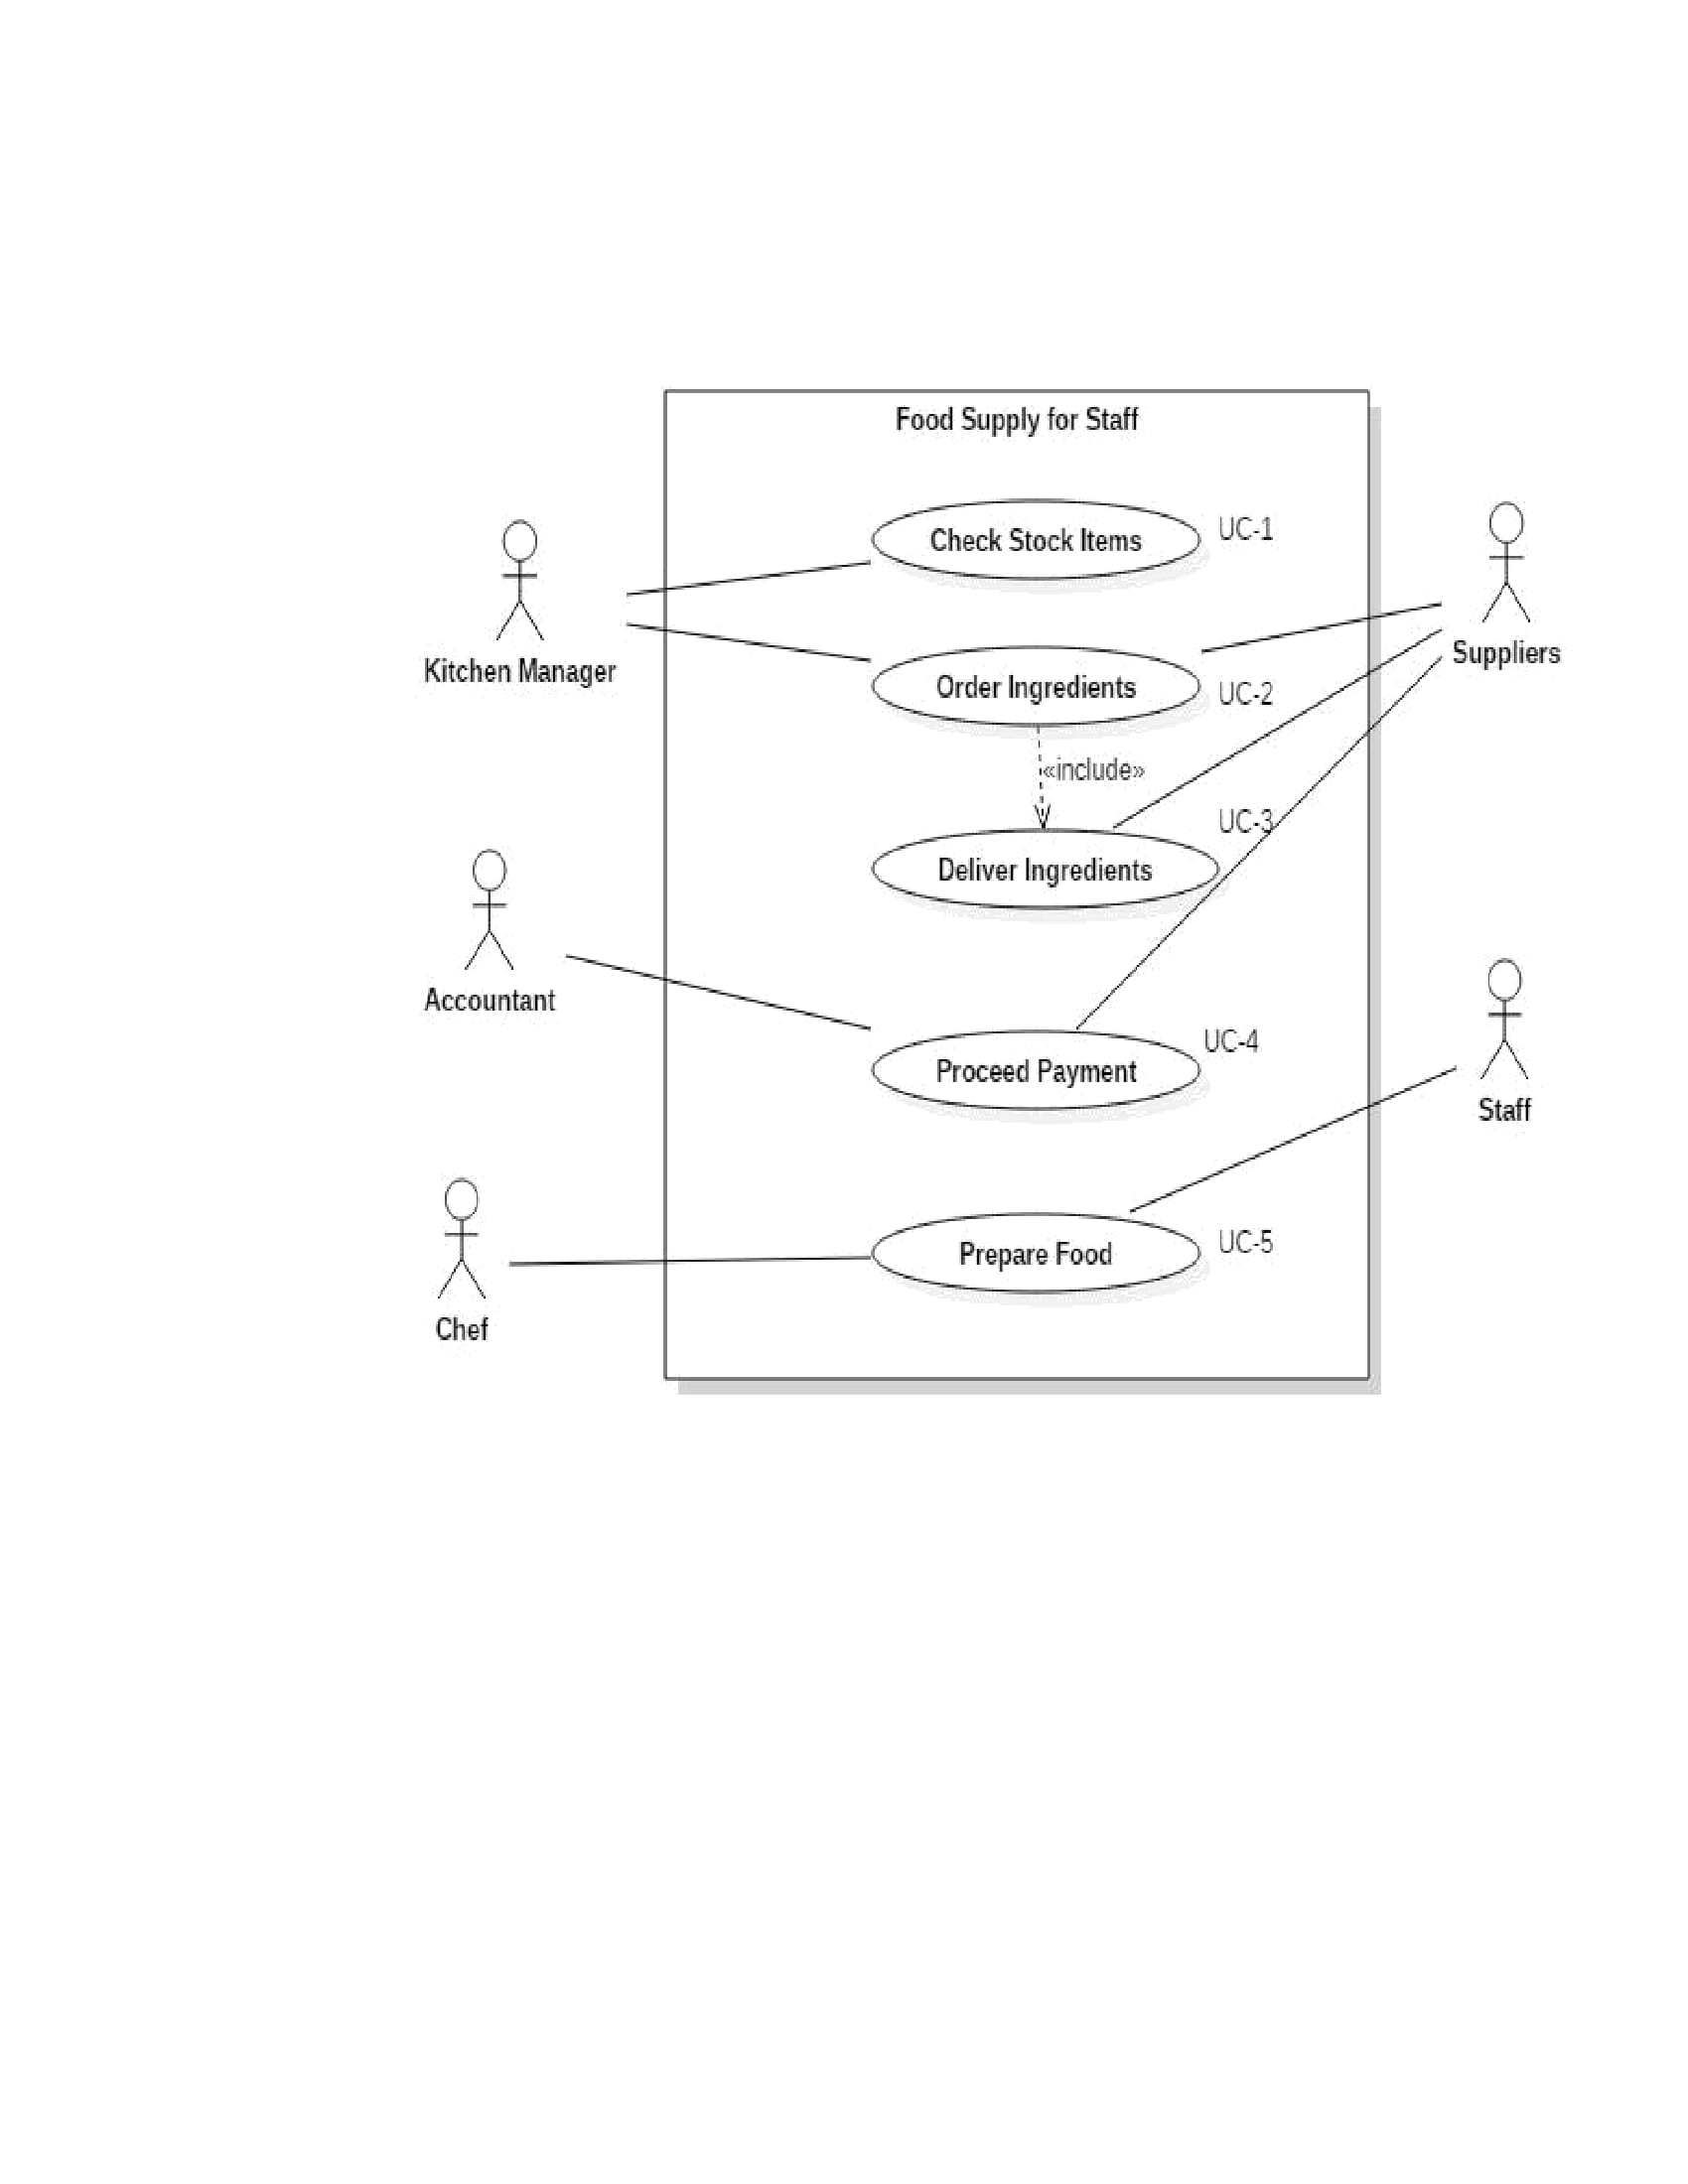 Food Supply for Staff
Check Stock Items
UC-1
Kitchen Manager
Suppliers
Order Ingredients
UC-2
«include»
UC-3
Deliver Ingredients
Accountant
UC-4
Proceed Payment
Staff
UC-5
Prepare Food
Chef